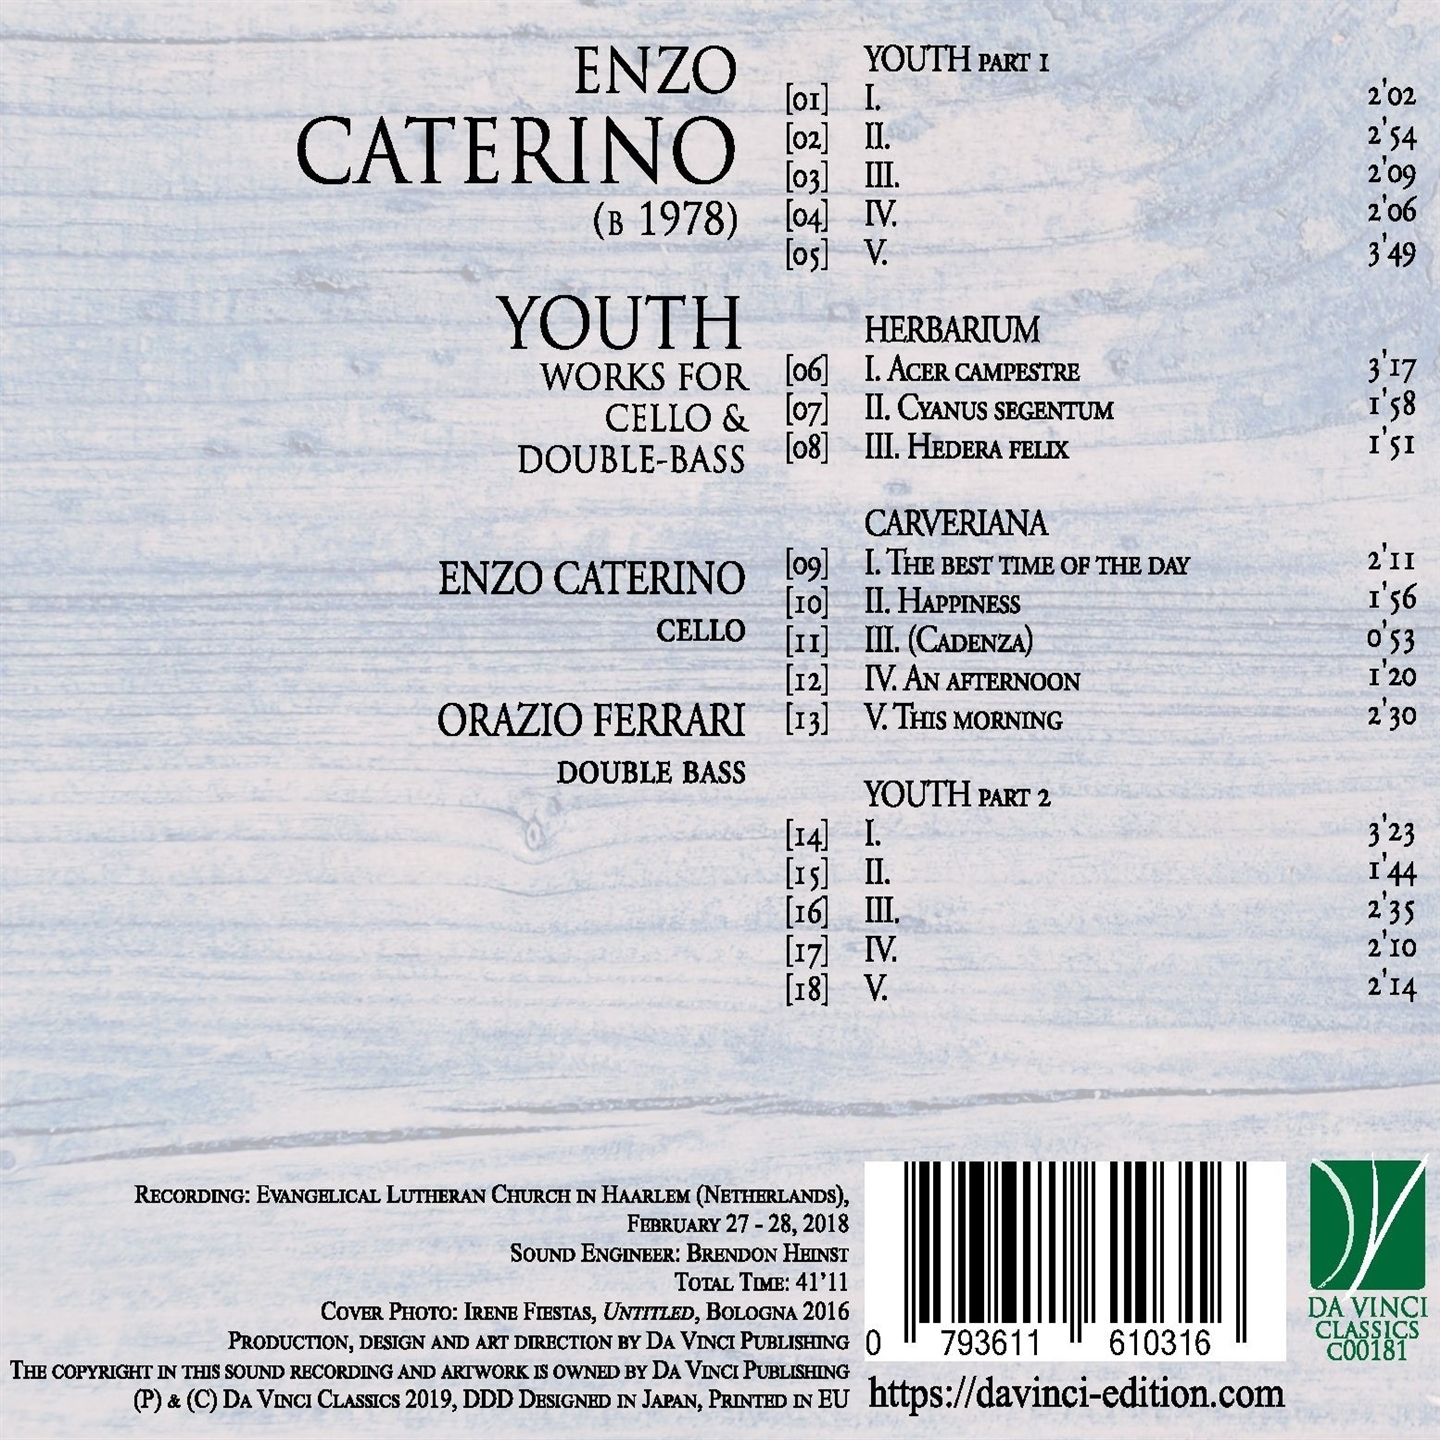 ENZO
CATERINO
(B 1978)
YOUTH
WORKS FOR
CELLO &
DOUBLE-BASS
ENZO CATERINO
CELLO
ORAZIO FERRARI
DOUBLE BASS
YOUTH PART 1
[01] I. 2'02
[02] II. 2'54
[03] III. 2'09
[04] IV. 2'06
[05] V. 3'49
HERBARIUM
[06] I. ACER CAMPESTRE 3'17
[07] II. CYANUS SEGENTUM 1'58
[08] III. HEDERA FELIX 1'51
CARVERIANA
[09] I. THE BEST TIME OF THE DAY 2'11
[10] II. HAPPINESS 1'56
[11] III. (CADENZA) 0'53
[12] IV. AN AFTERNOON 1'20
[13] V. THIS MORNING 2'30
YOUTH PART 2
[14] I. 3'23
[15] II. 1'44
[16] III. 2'35
[17] IV. 2'10
[18] V. 2'14
RECORDING: EVANGELICAL LUTHERAN CHURCH IN HAARLEM (NETHERLANDS),
FEBRUARY 27 - 28, 2018
SOUND ENGINEER: BRENDON HEINST
TOTAL TIME: 41'11
COVER PHOTO: IRENE FIESTAS, UNTITLED, BOLOGNA 2016
PRODUCTION, DESIGN AND ART DIRECTION BY DA VINCI PUBLISHING
THE COPYRIGHT IN THIS SOUND RECORDING AND ARTWORK IS OWNED BY DA VINCI PUBLISHING
(P) & (C) DA VINCI CLASSICS 2019, DDD DESIGNED IN JAPAN, PRINTED IN EU
0 793611 610316
https://davinci-edition.com
DA VINCI
CLASSICS
C00181